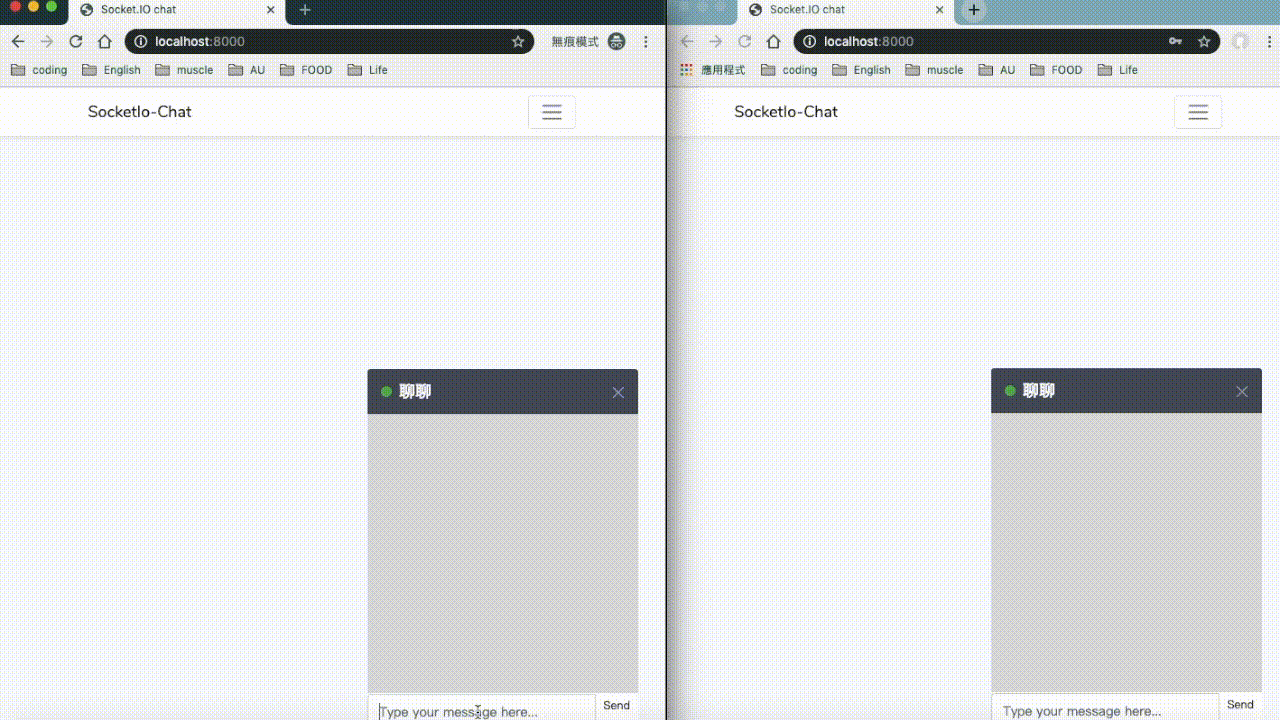 Socket.IO chat
localhost:8000
無痕模式
coding English muscle AU FOOD Life
SocketIo-Chat
聊聊
Type your message here...
Send
Socket.IO chat
localhost:8000
應用程式 coding English muscle AU FOOD Life
SocketIo-Chat
聊聊
Type your message here...
Send